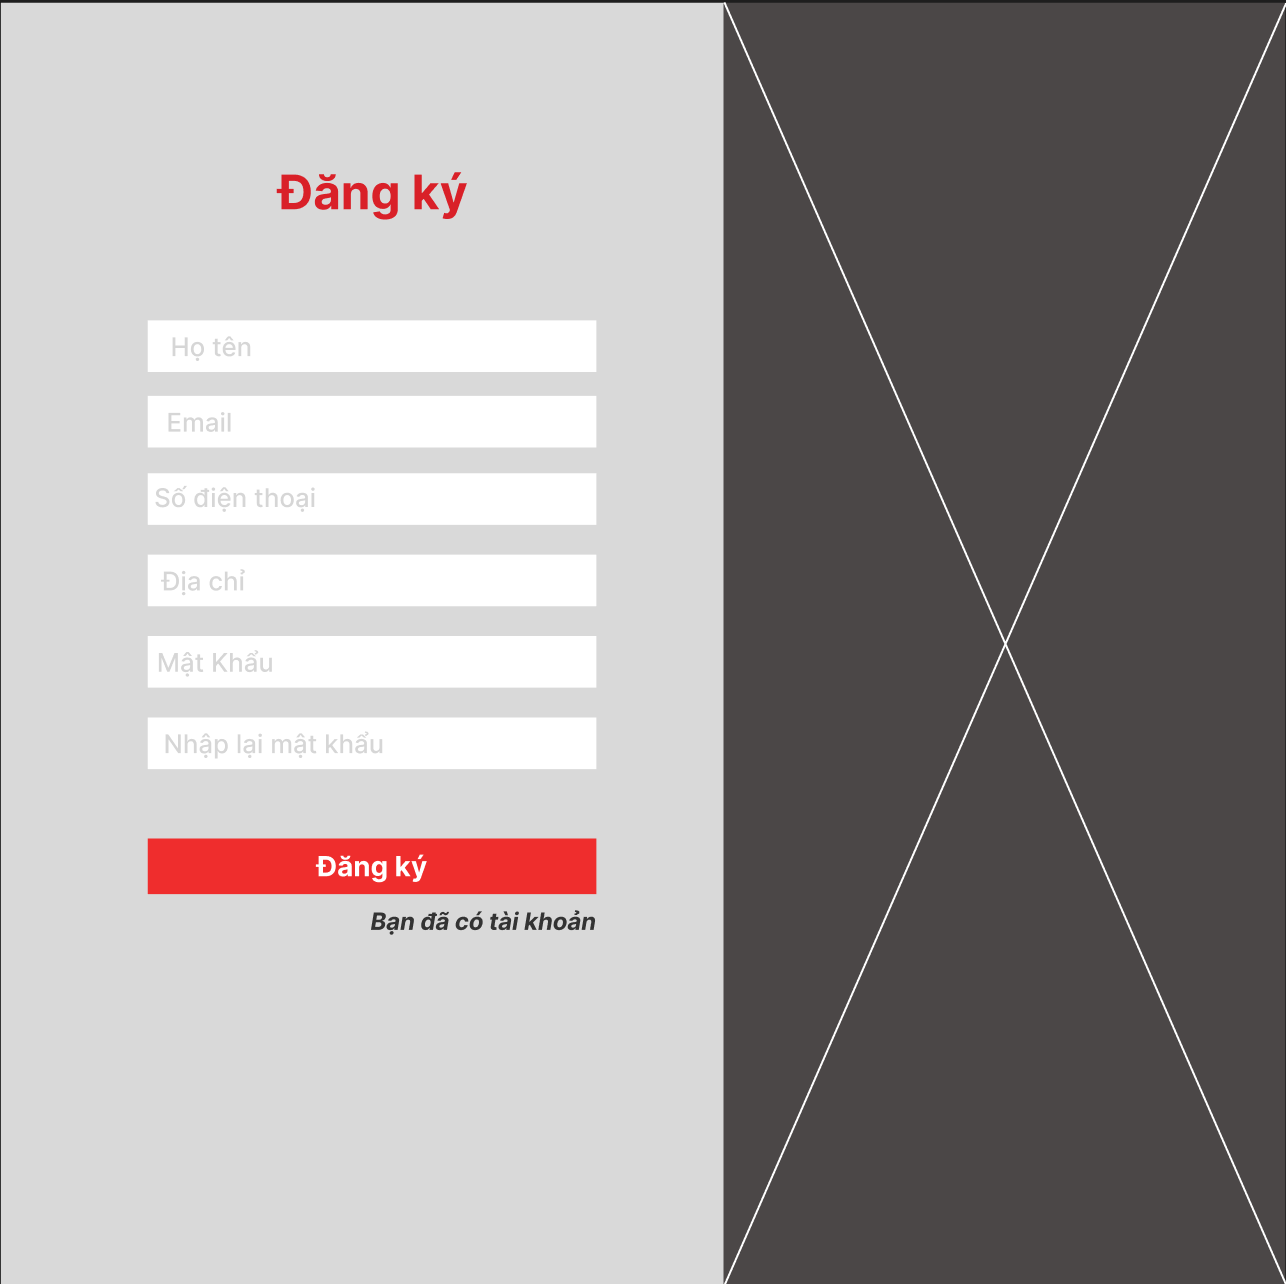 Đăng ký
Họ tên
Email
Số điện thoại
Địa chỉ
Mật Khẩu
Nhập lại mật khẩu
Đăng ký
Bạn đã có tài khoản